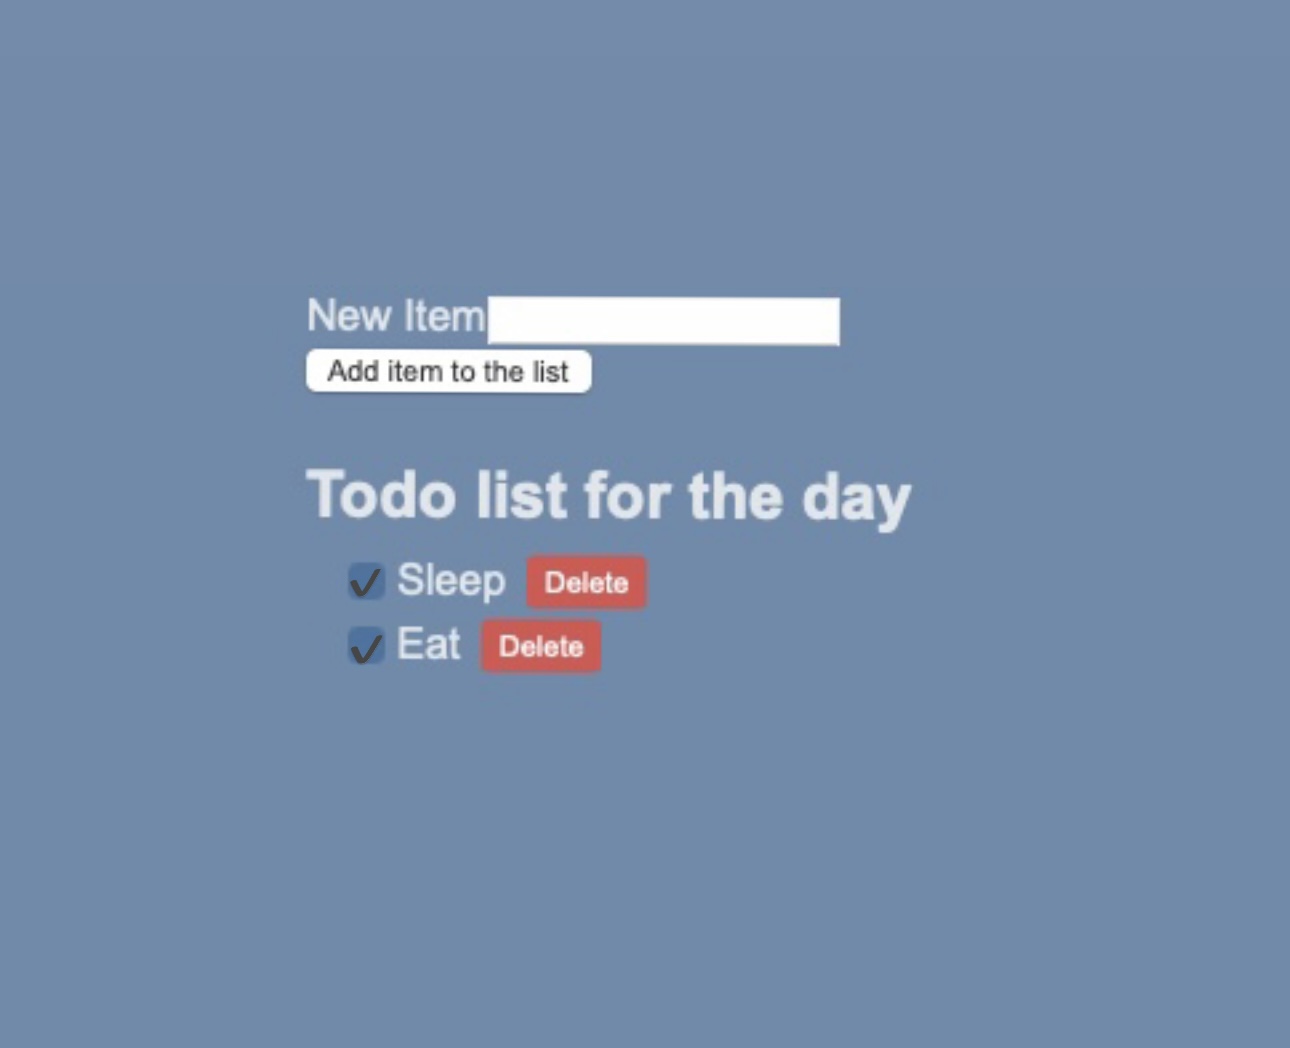 New Item
Add item to the list
Todo list for the day
Sleep Delete
Eat Delete